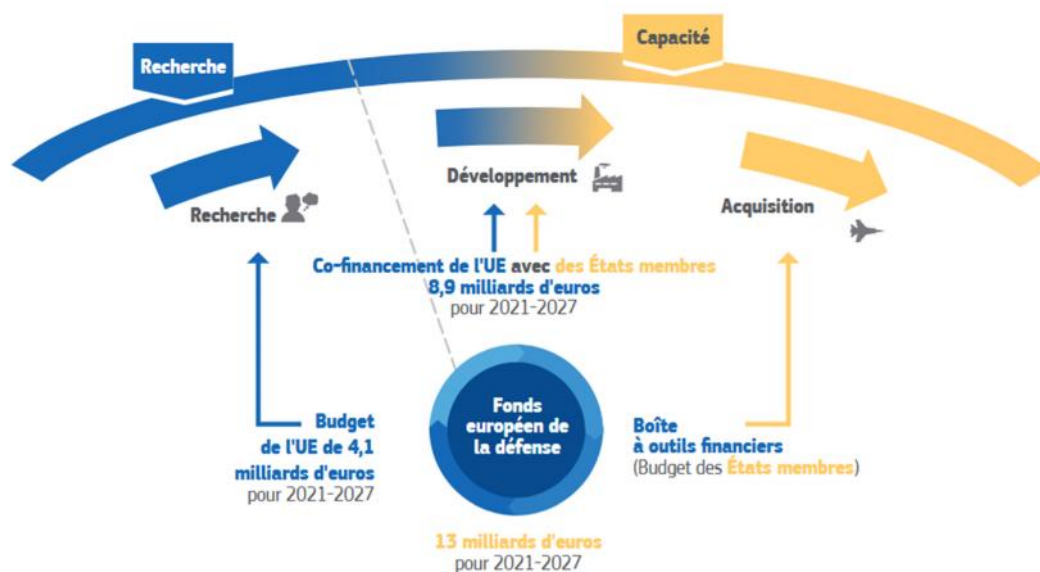 Recherche
Capacité
Recherche
Développement
Acquisition
Co-financement de l'UE avec des États membres
8,9 milliards d'euros
pour 2021-2027
Budget
de l'UE de 4,1
milliards d'euros
pour 2021-2027
Fonds
européen de
la défense
Boîte
à outils financiers
(Budget des États membres)
13 milliards d'euros
pour 2021-2027